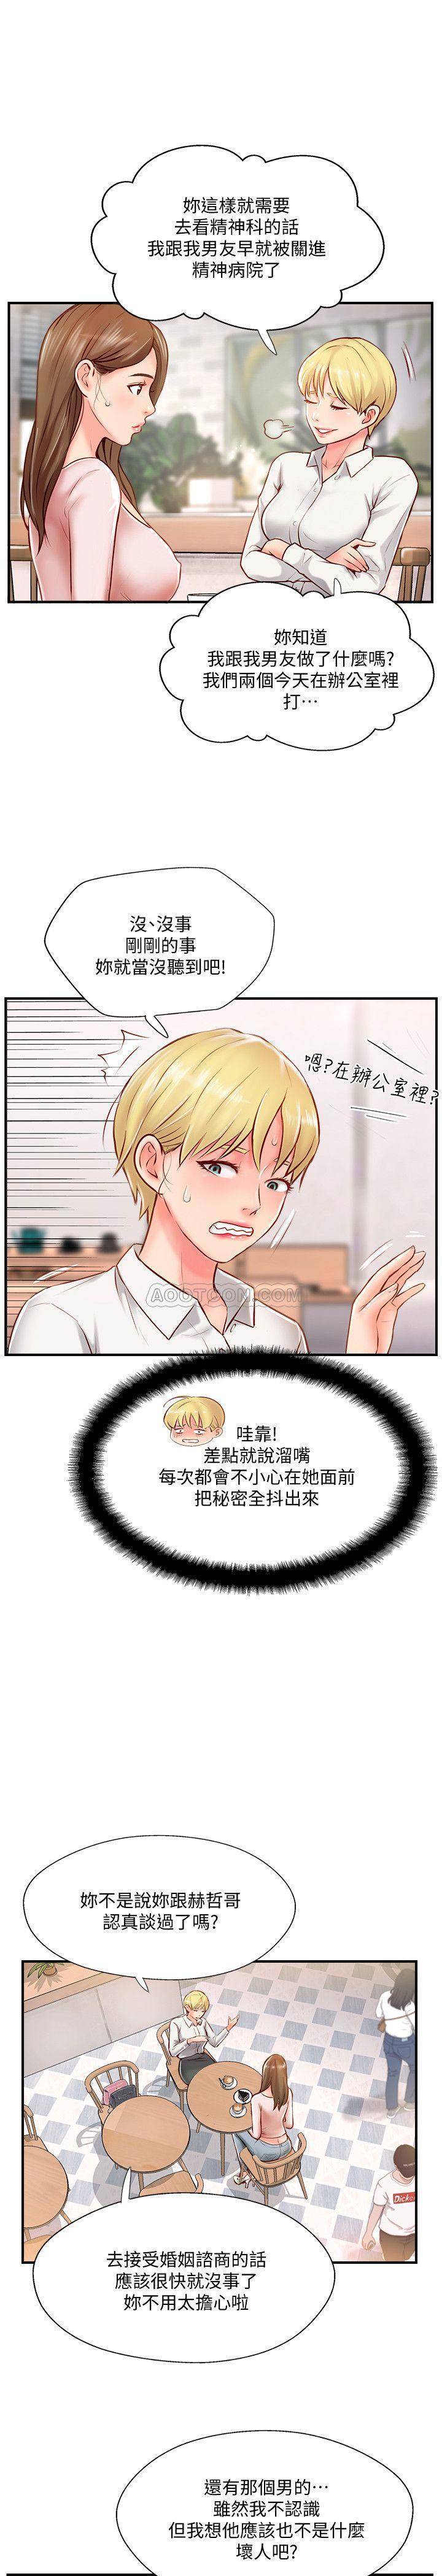 妳這樣就需要
去看精神科的話
我跟我男友早就被關進
精神病院了
妳知道
我跟我男友做了什麼嗎?
我們兩個今天在辦公室裡
打…
沒、沒事
剛剛的事
妳就當沒聽到吧!
嗯?在辦公室裡?
AQQTCOM.COM
哇靠!
差點就說溜嘴
每次都會不小心在她面前
把秘密全抖出來
妳不是說妳跟赫哲哥
認真談過了嗎?
Dickies
去接受婚姻諮商的話
應該很快就沒事了
妳不用太擔心啦
還有那個男的…
雖然我不認識
但我想他應該也不是什麼
壞人吧?